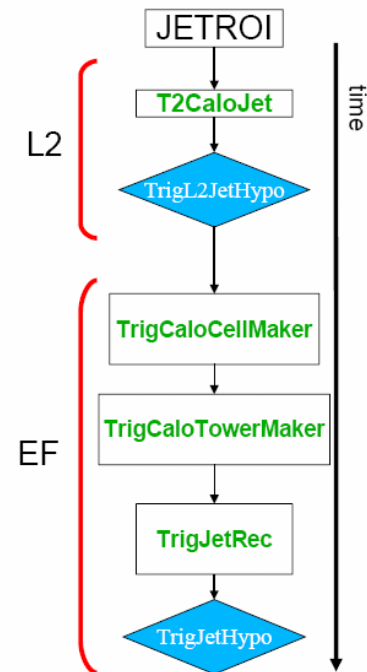 JETROI
time
L2
T2CaloJet
TrigL2JetHypo
TrigCaloCellMaker
EF
TrigCaloTowerMaker
TrigJetRec
TrigJetHypo